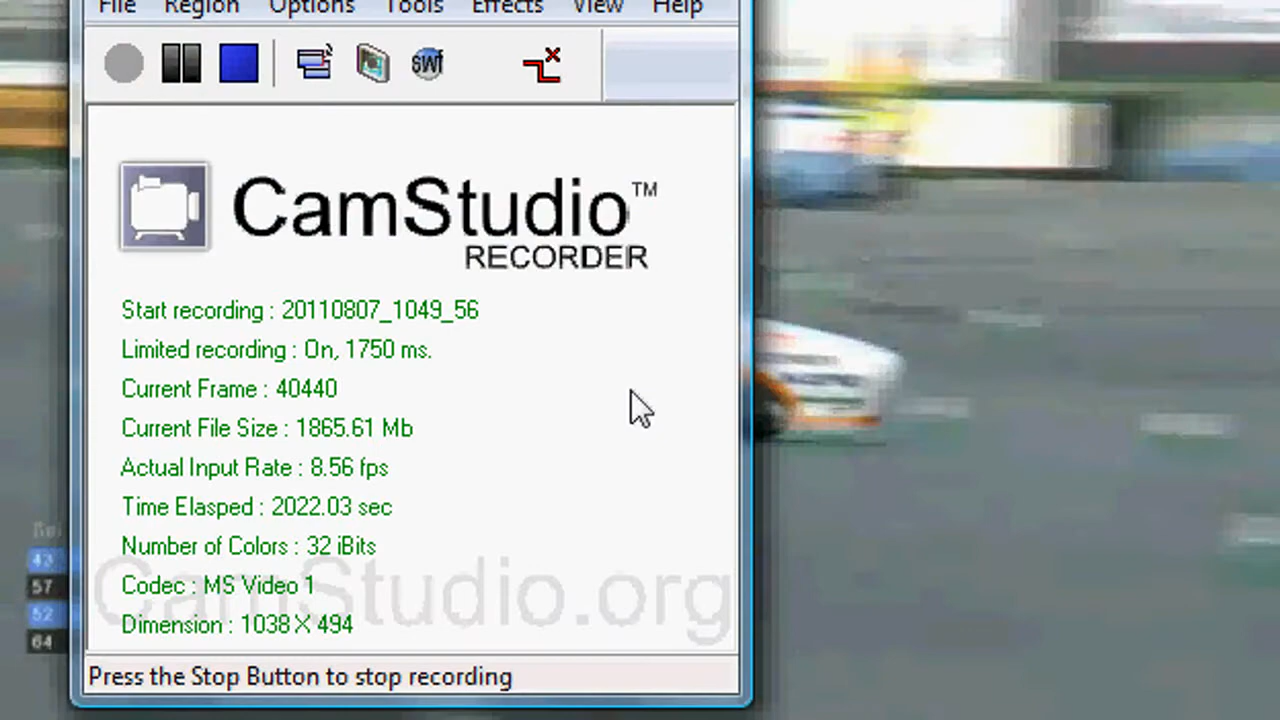 File Region Options Tools Effects View Help
SWf
CamStudio™
RECORDER
Start recording : 20110807_1049_56
Limited recording : On, 1750 ms.
Current Frame : 40440
Current File Size : 1865.61 Mb
Actual Input Rate : 8.56 fps
Time Elasped : 2022.03 sec
Number of Colors : 32 iBits
43
Codec : MS Video 1
57
CamStudio.org
52
Dimension : 1038 X 494
64
Press the Stop Button to stop recording